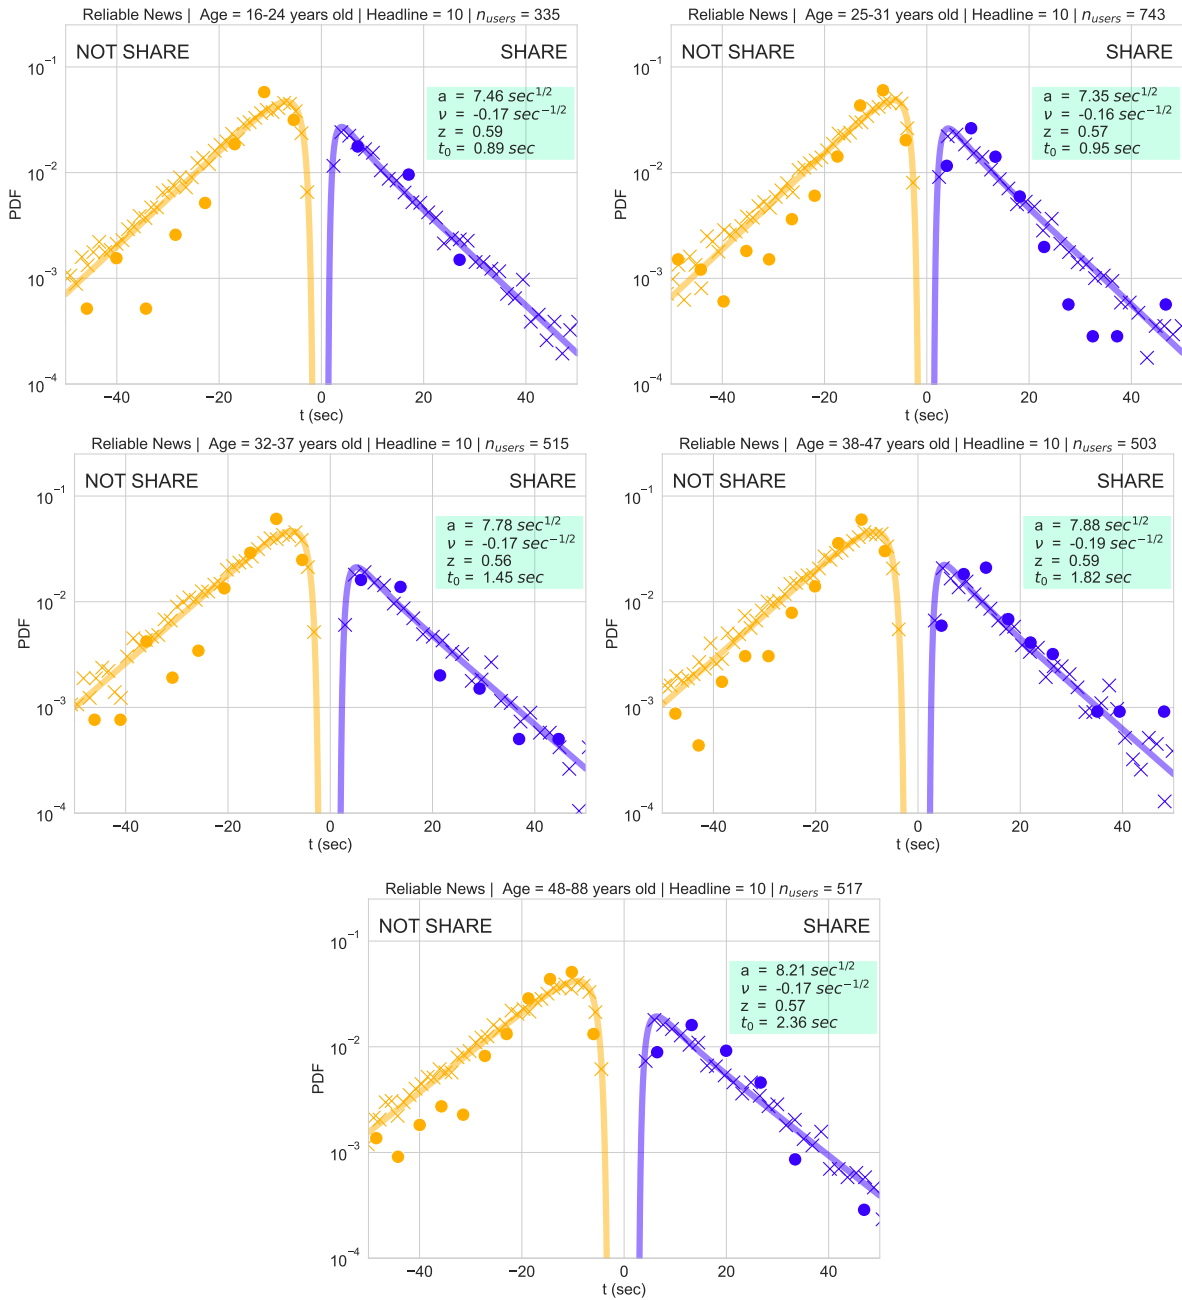 Reliable News | Age = 16-24 years old | Headline = 10 | n_users = 335
NOT SHARE SHARE
a = 7.46 sec^1/2
ν = -0.17 sec^−1/2
z = 0.59
t_0 = 0.89 sec
10^−1
10^−2
10^−3
10^−4
PDF
−40 −20 0 20 40
t (sec)
Reliable News | Age = 25-31 years old | Headline = 10 | n_users = 743
NOT SHARE SHARE
a = 7.35 sec^1/2
ν = -0.16 sec^−1/2
z = 0.57
t_0 = 0.95 sec
10^−1
10^−2
10^−3
10^−4
PDF
−40 −20 0 20 40
t (sec)
Reliable News | Age = 32-37 years old | Headline = 10 | n_users = 515
NOT SHARE SHARE
a = 7.78 sec^1/2
ν = -0.17 sec^−1/2
z = 0.56
t_0 = 1.45 sec
10^−1
10^−2
10^−3
10^−4
PDF
−40 −20 0 20 40
t (sec)
Reliable News | Age = 38-47 years old | Headline = 10 | n_users = 503
NOT SHARE SHARE
a = 7.88 sec^1/2
ν = -0.19 sec^−1/2
z = 0.59
t_0 = 1.82 sec
10^−1
10^−2
10^−3
10^−4
PDF
−40 −20 0 20 40
t (sec)
Reliable News | Age = 48-88 years old | Headline = 10 | n_users = 517
NOT SHARE SHARE
a = 8.21 sec^1/2
ν = -0.17 sec^−1/2
z = 0.57
t_0 = 2.36 sec
10^−1
10^−2
10^−3
10^−4
PDF
−40 −20 0 20 40
t (sec)